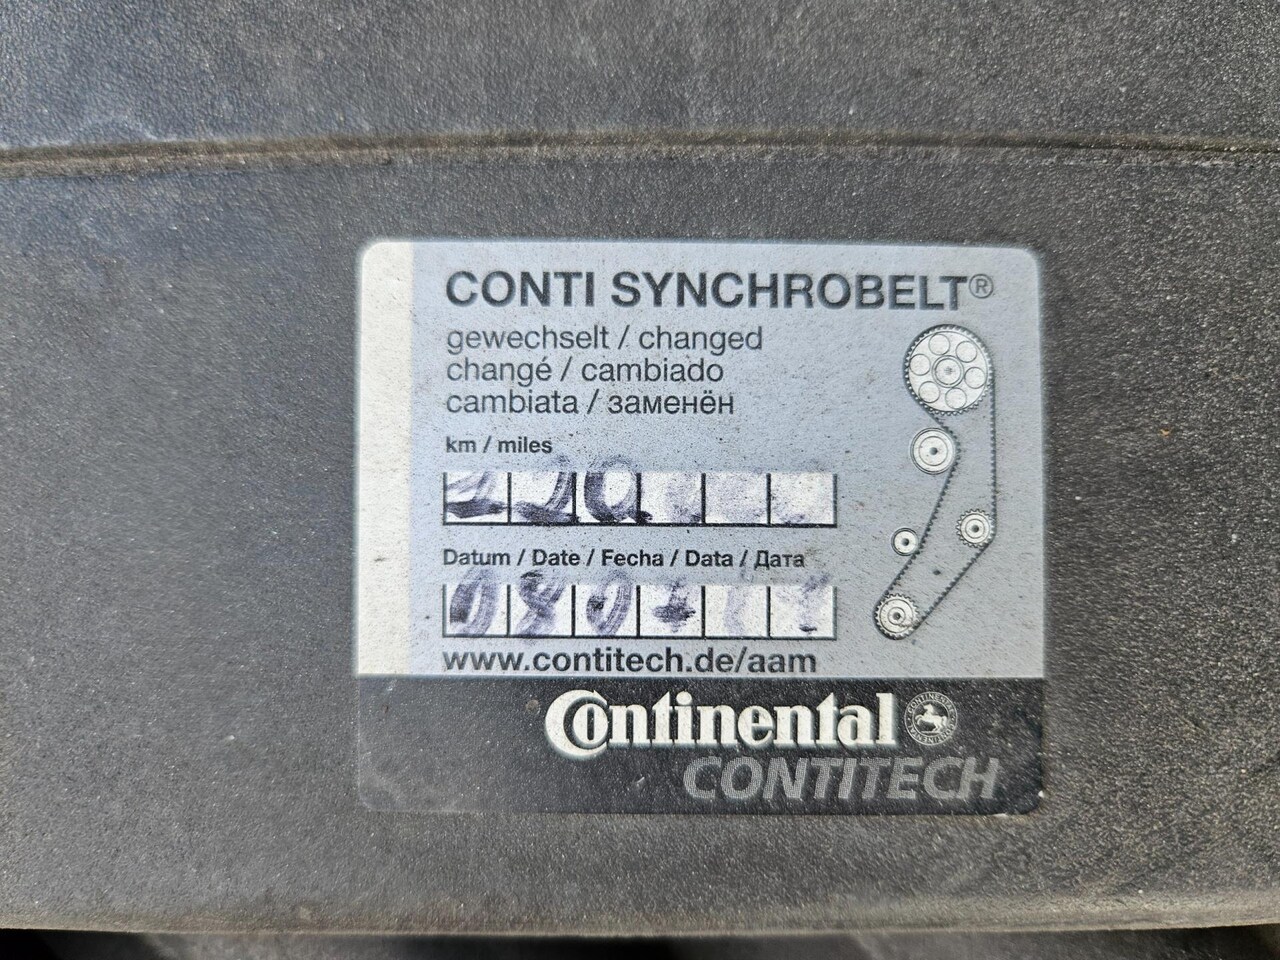 CONTI SYNCHROBELT®
gewechselt / changed
changé / cambiado
cambiata / заменён
km / miles
220
Datum / Date / Fecha / Data / Дата
www.contitech.de/aam
Continental
CONTITECH